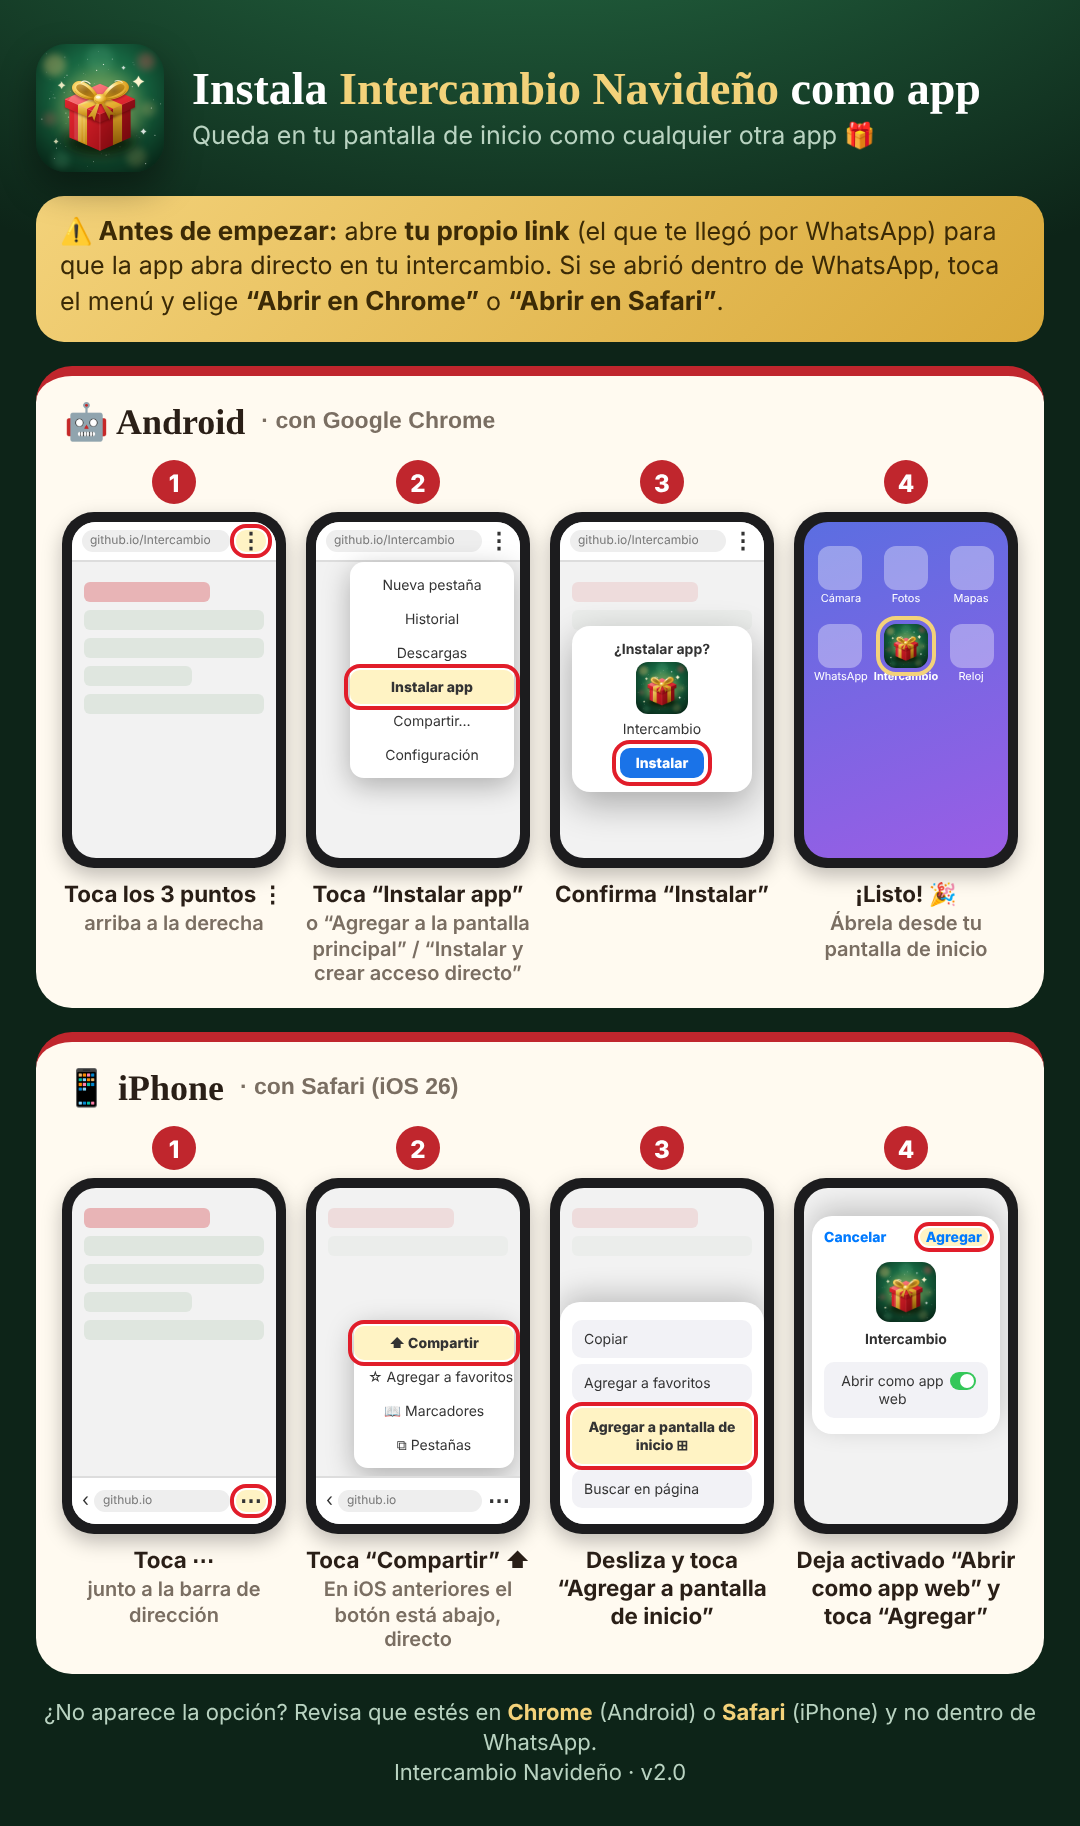 Instala Intercambio Navideño como app
Queda en tu pantalla de inicio como cualquier otra app 🎁
⚠️ Antes de empezar: abre tu propio link (el que te llegó por WhatsApp) para
que la app abra directo en tu intercambio. Si se abrió dentro de WhatsApp, toca
el menú y elige “Abrir en Chrome” o “Abrir en Safari”.
🤖 Android · con Google Chrome
1
github.io/Intercambio ⋮
Toca los 3 puntos ⋮
arriba a la derecha
2
github.io/Intercambio ⋮
Nueva pestaña
Historial
Descargas
Instalar app
Compartir...
Configuración
Toca “Instalar app”
o “Agregar a la pantalla
principal” / “Instalar y
crear acceso directo”
3
github.io/Intercambio ⋮
¿Instalar app?
Intercambio
Instalar
Confirma “Instalar”
4
Cámara Fotos Mapas
WhatsApp Intercambio Reloj
¡Listo! 🎉
Ábrela desde tu
pantalla de inicio
📱 iPhone · con Safari (iOS 26)
1
‹ github.io ⋯
Toca ⋯
junto a la barra de
dirección
2
⬆ Compartir
☆ Agregar a favoritos
📖 Marcadores
⧉ Pestañas
‹ github.io ⋯
Toca “Compartir” ⬆
En iOS anteriores el
botón está abajo,
directo
3
Copiar
Agregar a favoritos
Agregar a pantalla de
inicio ⊞
Buscar en página
Desliza y toca
“Agregar a pantalla
de inicio”
4
Cancelar Agregar
Intercambio
Abrir como app
web
Deja activado “Abrir
como app web” y
toca “Agregar”
¿No aparece la opción? Revisa que estés en Chrome (Android) o Safari (iPhone) y no dentro de
WhatsApp.
Intercambio Navideño · v2.0